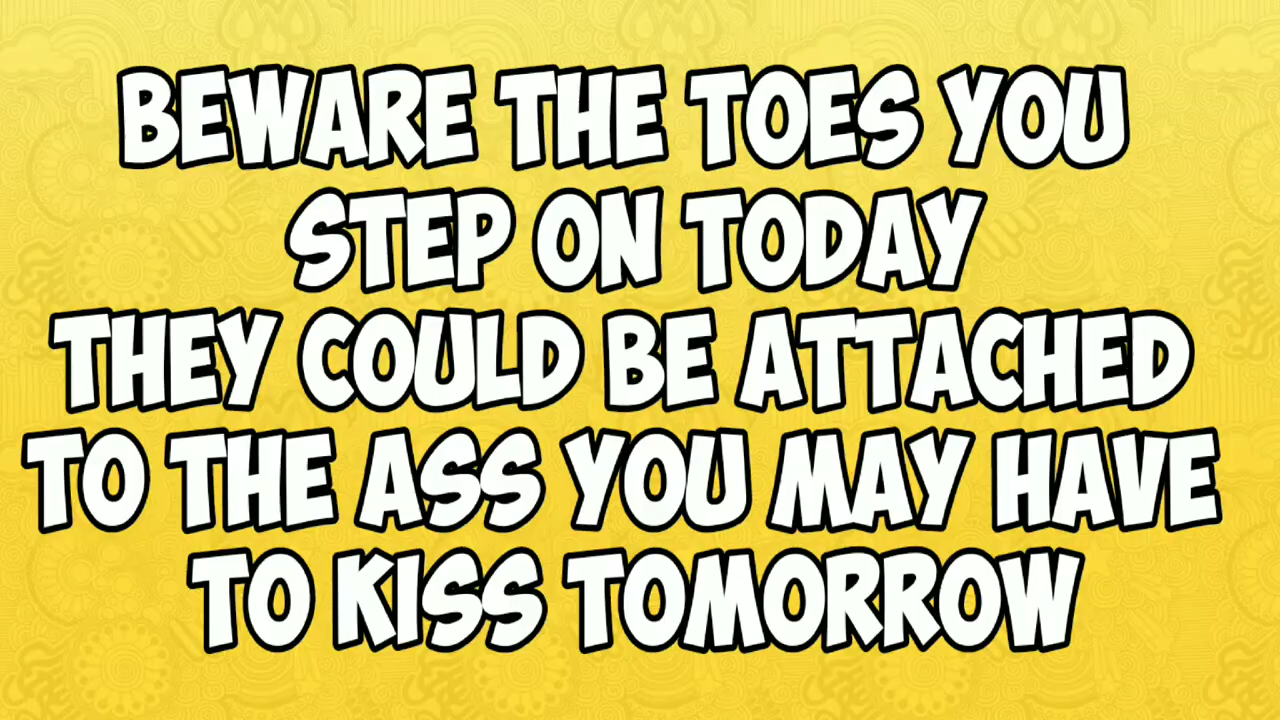 BEWARE THE TOES YOU
STEP ON TODAY
THEY COULD BE ATTACHED
TO THE ASS YOU MAY HAVE
TO KISS TOMORROW